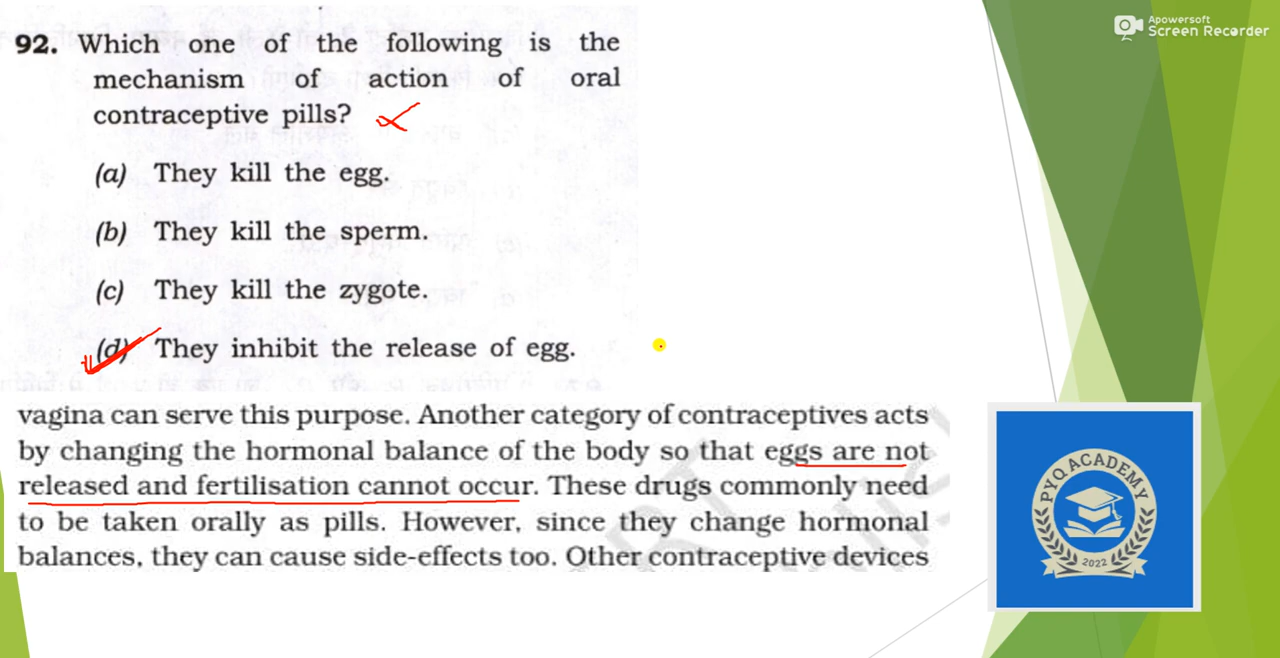 Apowersoft
Screen Recorder
92. Which one of the following is the
mechanism of action of oral
contraceptive pills?
(a) They kill the egg.
(b) They kill the sperm.
(c) They kill the zygote.
(d) They inhibit the release of egg.
vagina can serve this purpose. Another category of contraceptives acts
by changing the hormonal balance of the body so that eggs are not
released and fertilisation cannot occur. These drugs commonly need
to be taken orally as pills. However, since they change hormonal
balances, they can cause side-effects too. Other contraceptive devices
PYQ ACADEMY
2022